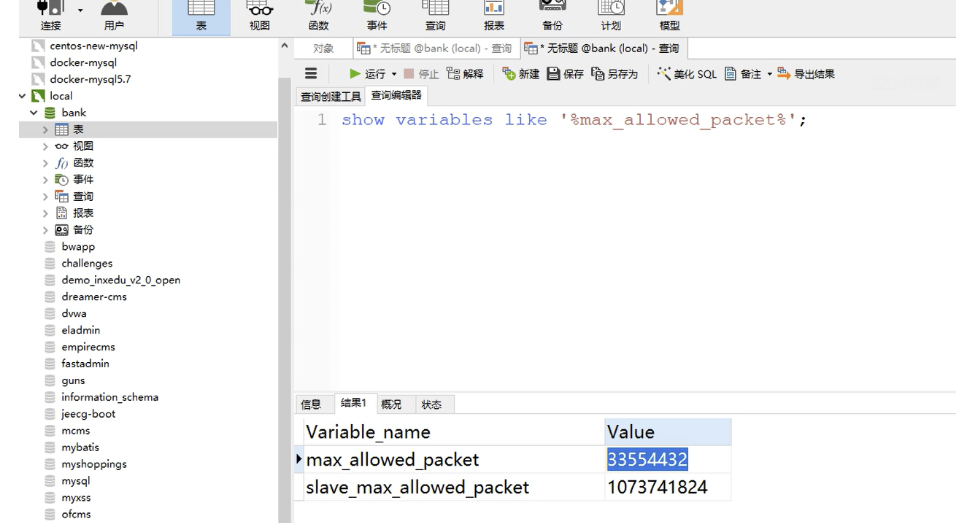 连接 用户 表 视图 函数 事件 查询 报表 备份 计划 模型
centos-new-mysql
docker-mysql
docker-mysql5.7
local
bank
表
视图
函数
事件
查询
报表
备份
bwapp
challenges
demo_inxedu_v2_0_open
dreamer-cms
dvwa
eladmin
empirecms
fastadmin
guns
information_schema
jeecg-boot
mcms
mybatis
myshoppings
mysql
myxss
ofcms
对象 * 无标题 @bank (local) - 查询 * 无标题 @bank (local) - 查询
运行 停止 解释 新建 保存 另存为 美化 SQL 备注 导出结果
查询创建工具 查询编辑器
1 show variables like '%max_allowed_packet%';
信息 结果1 概况 状态
Variable_name Value
max_allowed_packet 33554432
slave_max_allowed_packet 1073741824